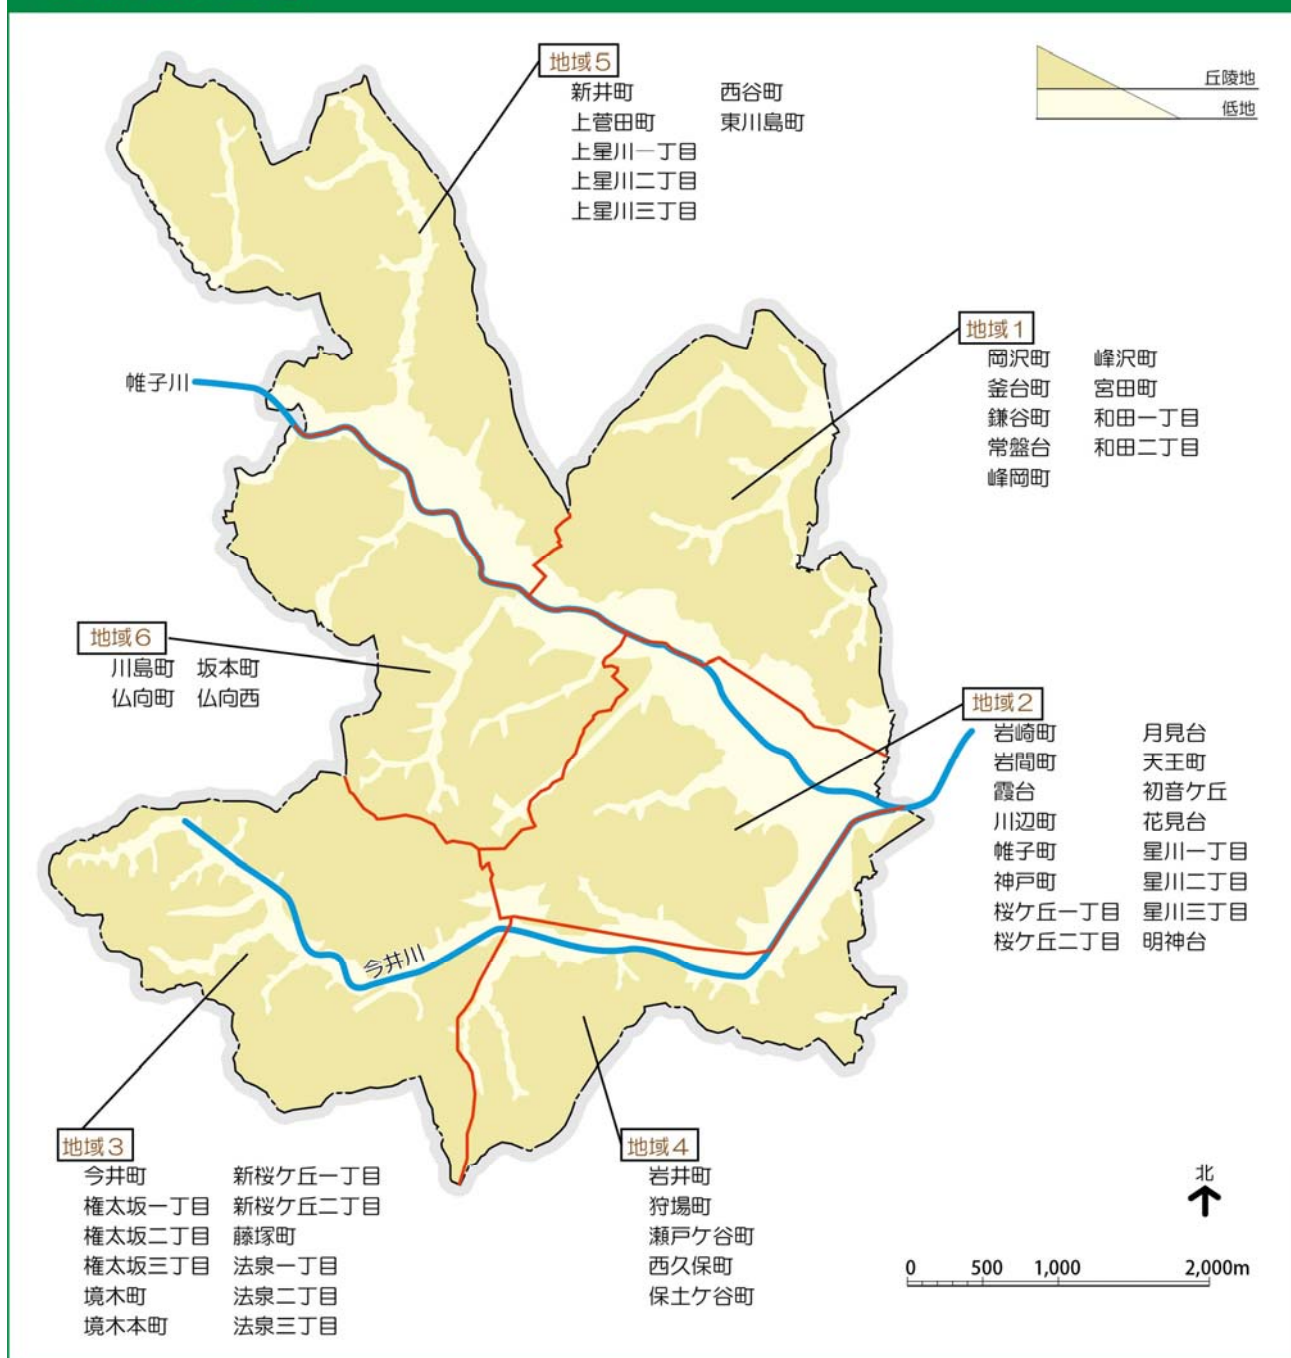 地域5
新井町 西谷町
上菅田町 東川島町
上星川一丁目
上星川二丁目
上星川三丁目
丘陵地
低地
地域1
岡沢町 峰沢町
釜台町 宮田町
鎌谷町 和田一丁目
常盤台 和田二丁目
峰岡町
帷子川
地域6
川島町 坂本町
仏向町 仏向西
地域2
岩崎町 月見台
岩間町 天王町
霞台 初音ケ丘
川辺町 花見台
帷子町 星川一丁目
神戸町 星川二丁目
桜ケ丘一丁目 星川三丁目
桜ケ丘二丁目 明神台
今井川
地域3
今井町 新桜ケ丘一丁目
権太坂一丁目 新桜ケ丘二丁目
権太坂二丁目 藤塚町
権太坂三丁目 法泉一丁目
境木町 法泉二丁目
境木本町 法泉三丁目
地域4
岩井町
狩場町
瀬戸ケ谷町
西久保町
保土ケ谷町
北
0 500 1,000 2,000m